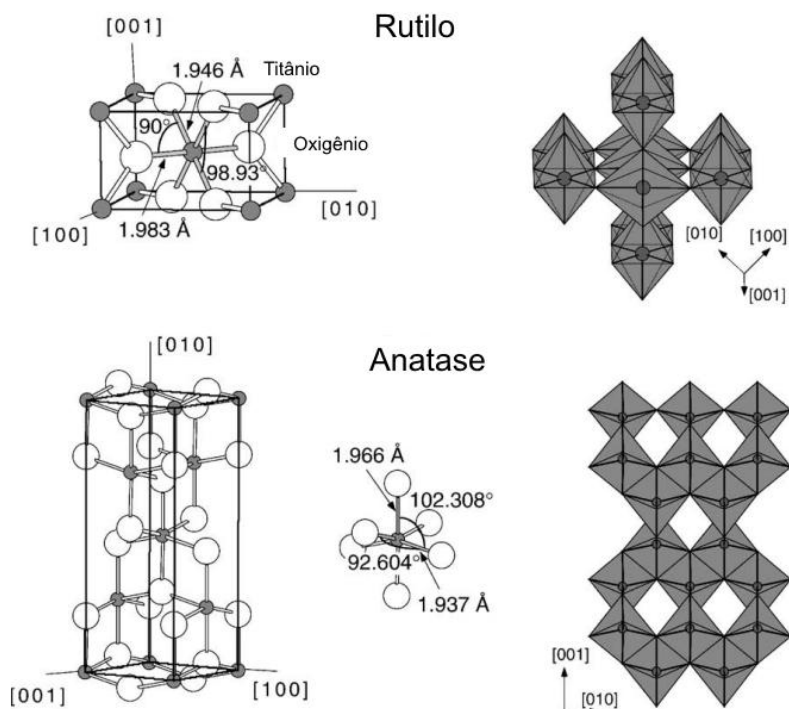 Rutilo
[001]
1.946 Å
Titânio
90°
Oxigênio
98.93°
[010]
[100]
1.983 Å
[010]
[100]
[001]
Anatase
[010]
1.966 Å
102.308°
92.604°
1.937 Å
[001]
[100]
[001]
[010]